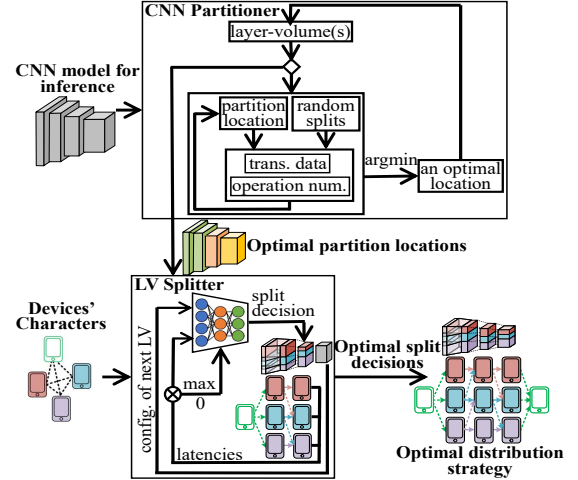 CNN Partitioner
layer-volume(s)
CNN model for
inference
partition
location
random
splits
trans. data
operation num.
argmin
an optimal
location
Optimal partition locations
LV Splitter
Devices'
Characters
config. of next LV
split
decision
max
0
latencies
Optimal split
decisions
Optimal distribution
strategy